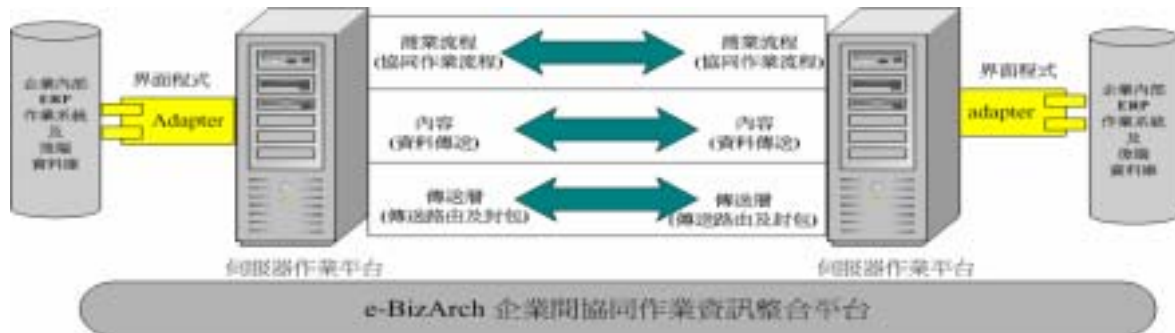 企業內部
ERP
作業系統
及
後端
資料庫
界面程式
Adapter
商業流程
(協同作業流程)
商業流程
(協同作業流程)
內容
(資料傳送)
內容
(資料傳送)
傳送層
(傳送路由及封包)
傳送層
(傳送路由及封包)
界面程式
adapter
企業內部
ERP
作業系統
及
後端
資料庫
伺服器作業平台
伺服器作業平台
e-BizArch 企業間協同作業資訊整合平台